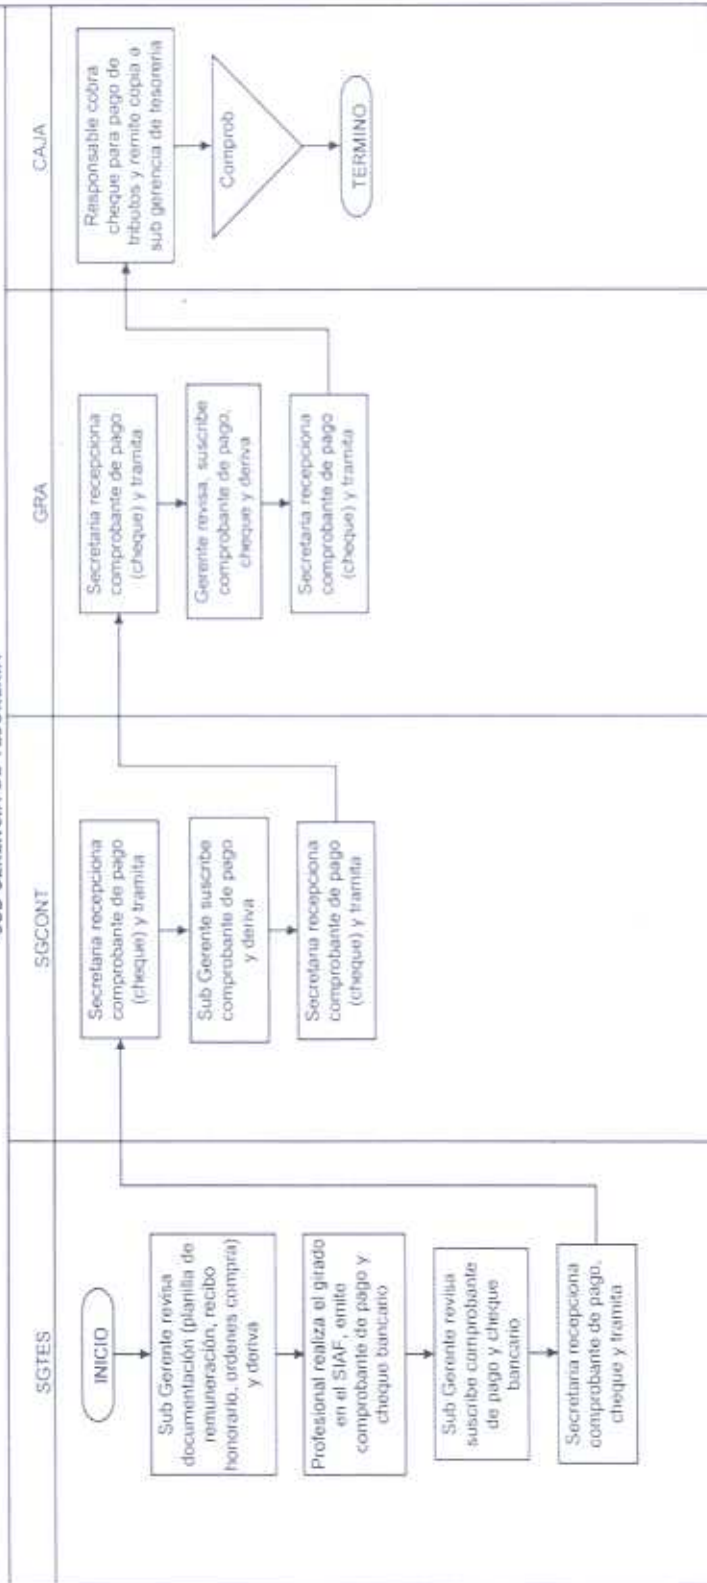 SGTES
INICIO
Sub Gerente revisa
documentación (planilla de
remuneración, recibo
honorario, ordenes compra)
y deriva
Profesional realiza el girado
en el SIAF, emite
comprobante de pago y
cheque bancario
Sub Gerente revisa
suscribe comprobante
de pago y cheque
bancario
Secretaria recepciona
comprobante de pago,
cheque y tramita
SGCONT
Secretaria recepciona
comprobante de pago
(cheque) y tramita
Sub Gerente suscribe
comprobante de pago
y deriva
Secretaria recepciona
comprobante de pago
(cheque) y tramita
GRA
Secretaria recepciona
comprobante de pago
(cheque) y tramita
Gerente revisa, suscribe
comprobante de pago,
cheque y deriva
Secretaria recepciona
comprobante de pago
(cheque) y tramita
CAJA
Responsable cobra
cheque para pago de
tributos y remite copia a
sub gerencia de tesoreria
Comprob
TERMINO